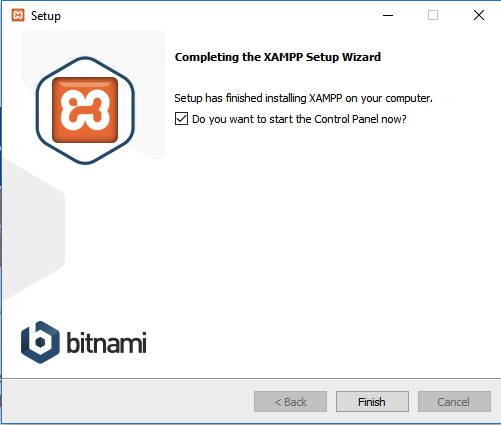 Setup
Completing the XAMPP Setup Wizard
Setup has finished installing XAMPP on your computer.
Do you want to start the Control Panel now?
bitnami
< Back
Finish
Cancel